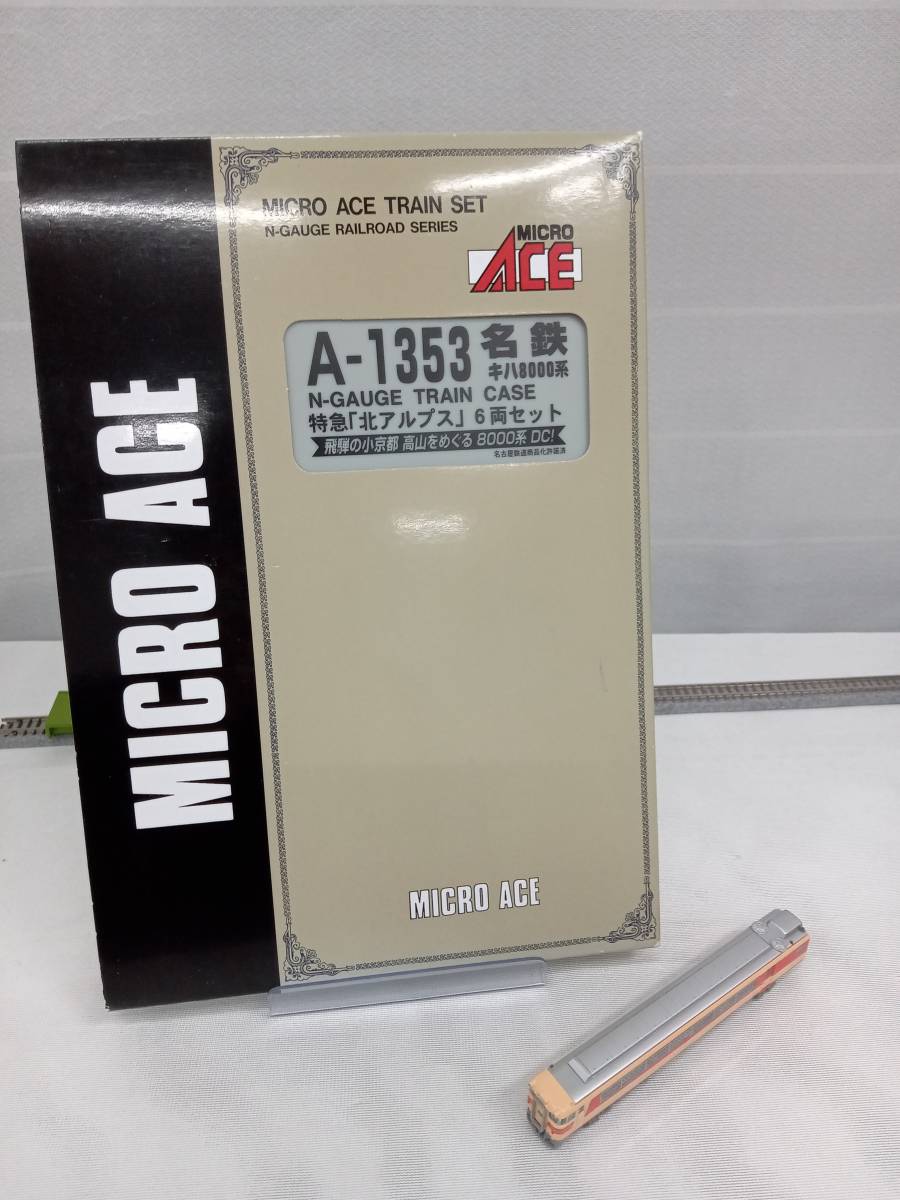 MICRO ACE TRAIN SET
N-GAUGE RAILROAD SERIES
MICRO
ACE
A-1353 名鉄
キハ8000系
N-GAUGE TRAIN CASE
特急「北アルプス」6両セット
飛騨の小京都 高山をめぐる 8000系 DC!
名古屋鉄道商品化許諾済
MICRO ACE
MICRO ACE